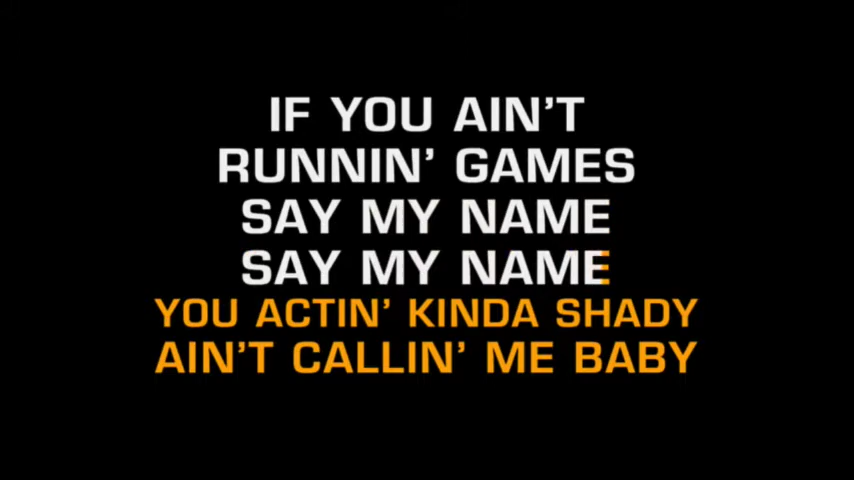 IF YOU AIN'T
RUNNIN' GAMES
SAY MY NAME
SAY MY NAME
YOU ACTIN' KINDA SHADY
AIN'T CALLIN' ME BABY